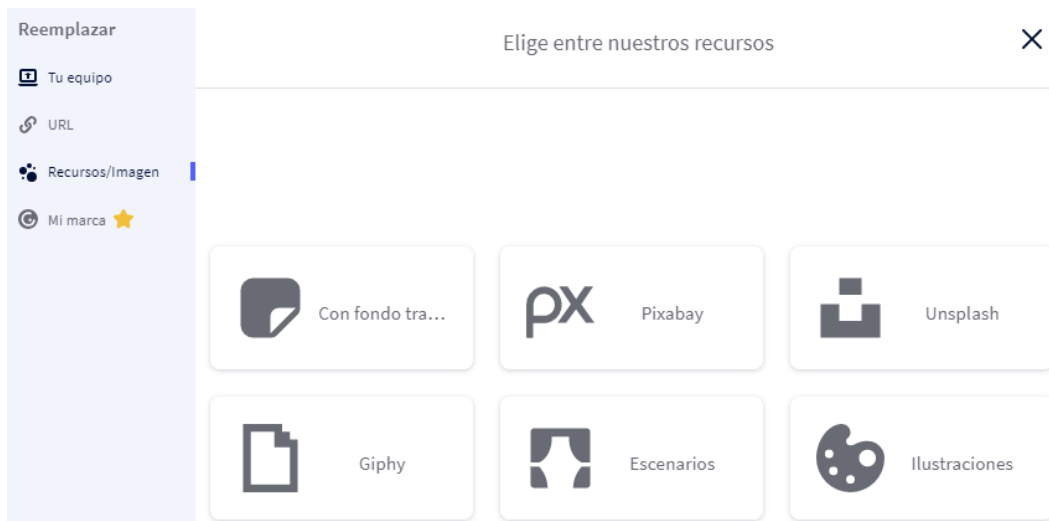 Reemplazar
Tu equipo
URL
Recursos/Imagen
Mi marca
Elige entre nuestros recursos
Con fondo tra...
Pixabay
Unsplash
Giphy
Escenarios
Ilustraciones